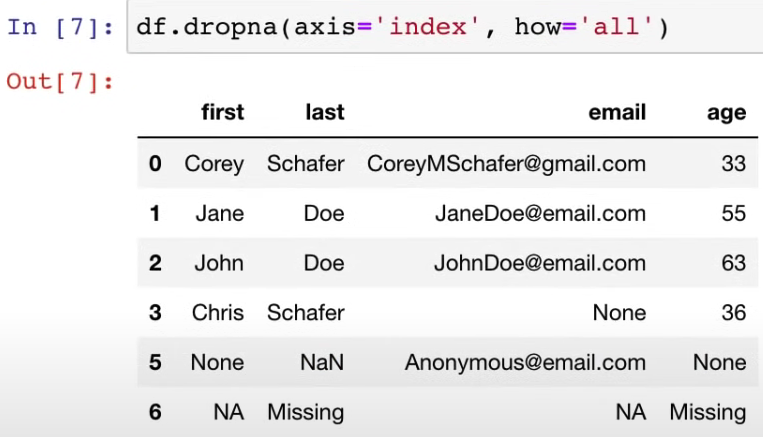 In [7]: df.dropna(axis='index', how='all')
Out[7]:
first last email age
0 Corey Schafer CoreyMSchafer@gmail.com 33
1 Jane Doe JaneDoe@email.com 55
2 John Doe JohnDoe@email.com 63
3 Chris Schafer None 36
5 None NaN Anonymous@email.com None
6 NA Missing NA Missing